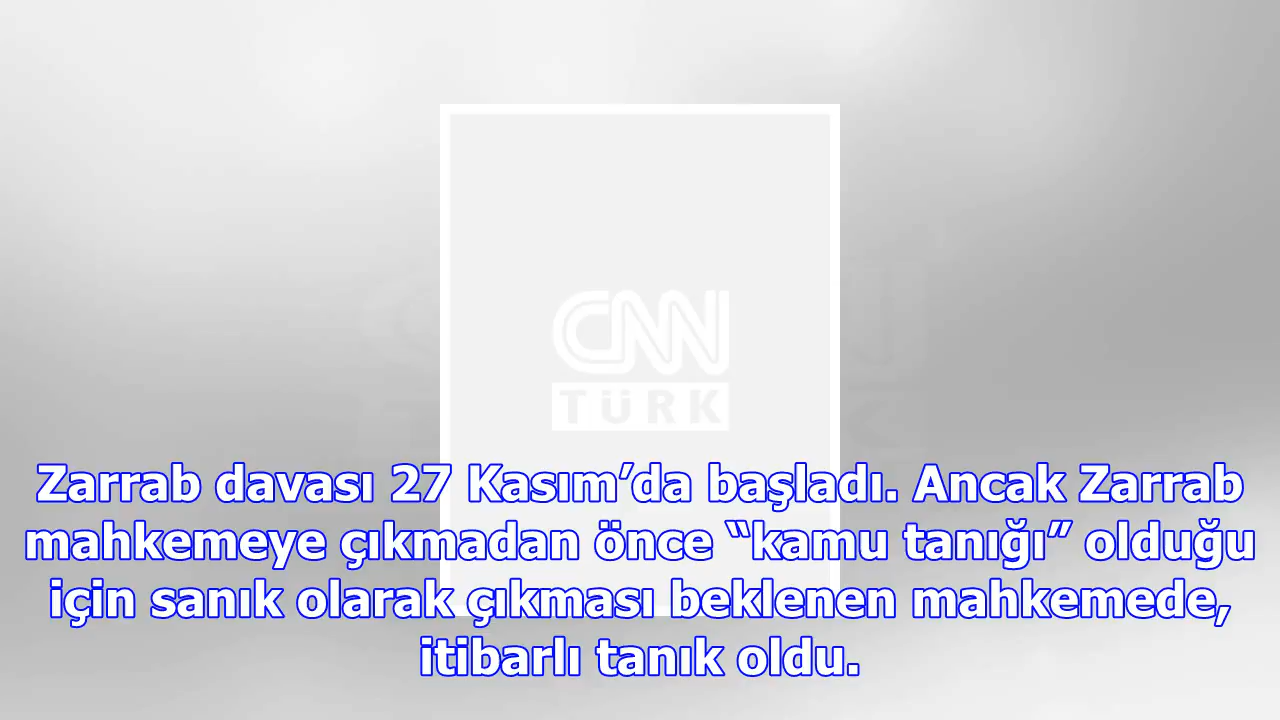 CNN
TÜRK
Zarrab davası 27 Kasım’da başladı. Ancak Zarrab
mahkemeye çıkmadan önce “kamu tanığı” olduğu
için sanık olarak çıkması beklenen mahkemede,
itibarlı tanık oldu.